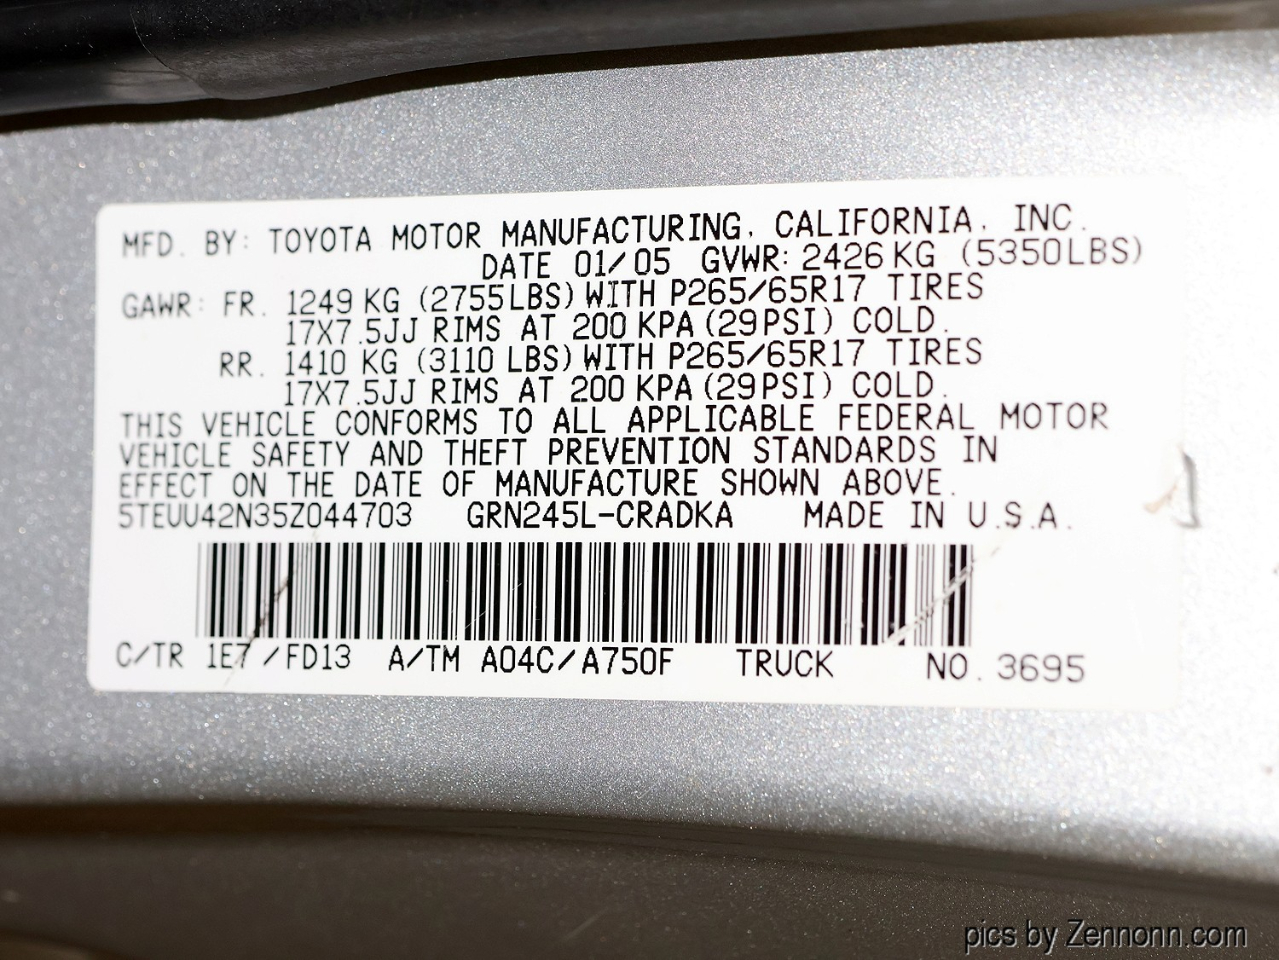 MFD. BY: TOYOTA MOTOR MANUFACTURING, CALIFORNIA, INC.
DATE 01/05 GVWR: 2426 KG (5350LBS)
GAWR: FR. 1249 KG (2755LBS) WITH P265/65R17 TIRES
17X7.5JJ RIMS AT 200 KPA (29PSI) COLD.
RR. 1410 KG (3110 LBS) WITH P265/65R17 TIRES
17X7.5JJ RIMS AT 200 KPA (29PSI) COLD.
THIS VEHICLE CONFORMS TO ALL APPLICABLE FEDERAL MOTOR
VEHICLE SAFETY AND THEFT PREVENTION STANDARDS IN
EFFECT ON THE DATE OF MANUFACTURE SHOWN ABOVE.
5TEUU42N35Z044703 GRN245L-CRADKA MADE IN U.S.A.
C/TR 1E7/FD13 A/TM A04C/A750F TRUCK NO. 3695
pics by Zennonn.com